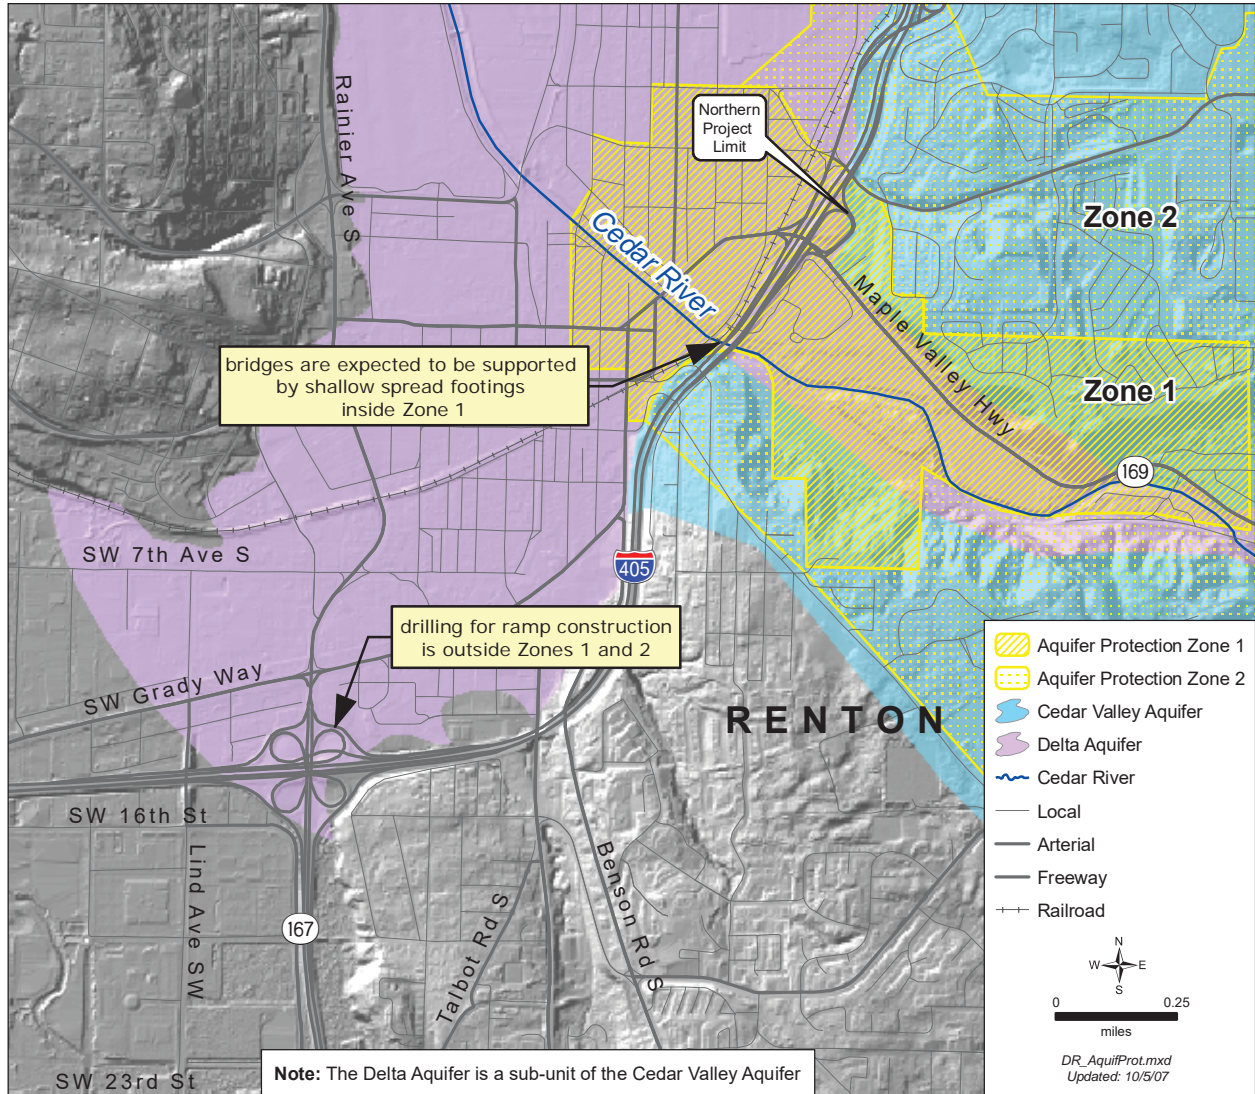 Rainier Ave S
Northern
Project
Limit
Cedar River
Zone 2
Maple Valley Hwy
bridges are expected to be supported
by shallow spread footings
inside Zone 1
Zone 1
169
SW 7th Ave S
405
drilling for ramp construction
is outside Zones 1 and 2
SW Grady Way
RENTON
SW 16th St
Lind Ave SW
167
Talbot Rd S
Benson Rd S
SW 23rd St
Note: The Delta Aquifer is a sub-unit of the Cedar Valley Aquifer
Aquifer Protection Zone 1
Aquifer Protection Zone 2
Cedar Valley Aquifer
Delta Aquifer
Cedar River
Local
Arterial
Freeway
Railroad
N
W E
S
0 0.25
miles
DR_AquifProt.mxd
Updated: 10/5/07